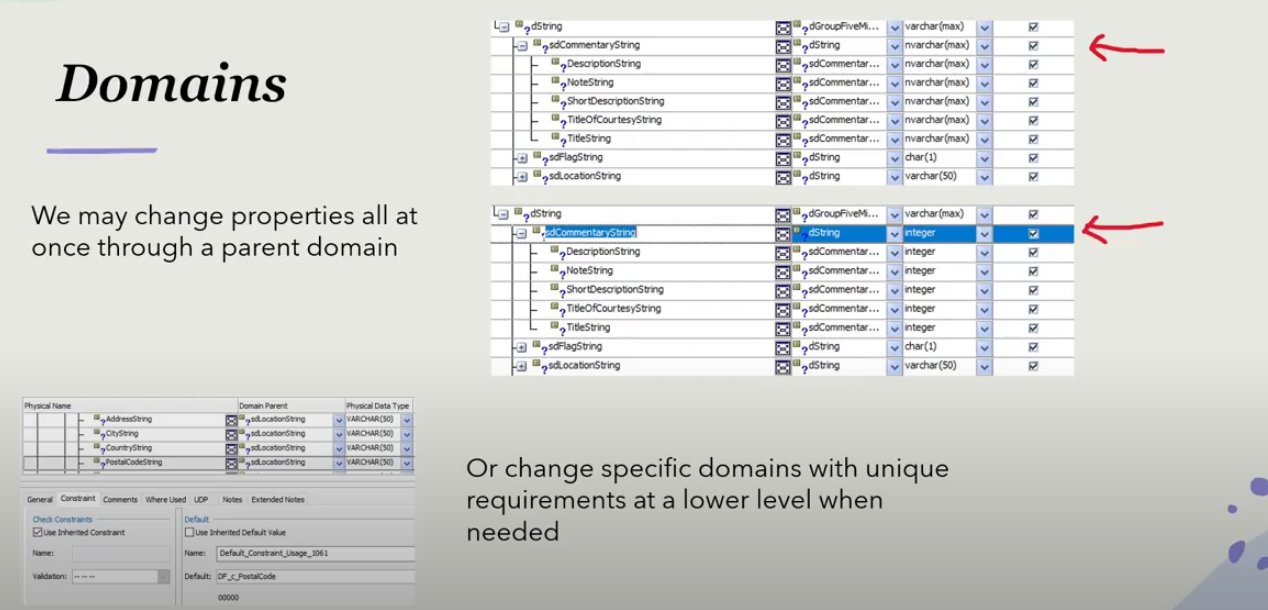 Domains
We may change properties all at
once through a parent domain
dString dGroupFiveMi... varchar(max)
sdCommentaryString dString nvarchar(max)
DescriptionString sdCommentar... nvarchar(max)
NoteString sdCommentar... nvarchar(max)
ShortDescriptionString sdCommentar... nvarchar(max)
TitleOfCourtesyString sdCommentar... nvarchar(max)
TitleString sdCommentar... nvarchar(max)
sdFlagString dString char(1)
sdLocationString dString varchar(50)
dString dGroupFiveMi... varchar(max)
sdCommentaryString dString integer
DescriptionString sdCommentar... integer
NoteString sdCommentar... integer
ShortDescriptionString sdCommentar... integer
TitleOfCourtesyString sdCommentar... integer
TitleString sdCommentar... integer
sdFlagString dString char(1)
sdLocationString dString varchar(50)
Physical Name Domain Parent Physical Data Type
AddressString sdLocationString VARCHAR(50)
CityString sdLocationString VARCHAR(50)
CountryString sdLocationString VARCHAR(50)
PostalCodeString sdLocationString VARCHAR(50)
General Constraint Comments Where Used UDP Notes Extended Notes
Check Constraints Default
Use Inherited Constraint Use Inherited Default Value
Name: Name: Default_Constraint_Usage_1061
Validation: -- -- -- Default: DF_c_PostalCode
00000
Or change specific domains with unique
requirements at a lower level when
needed